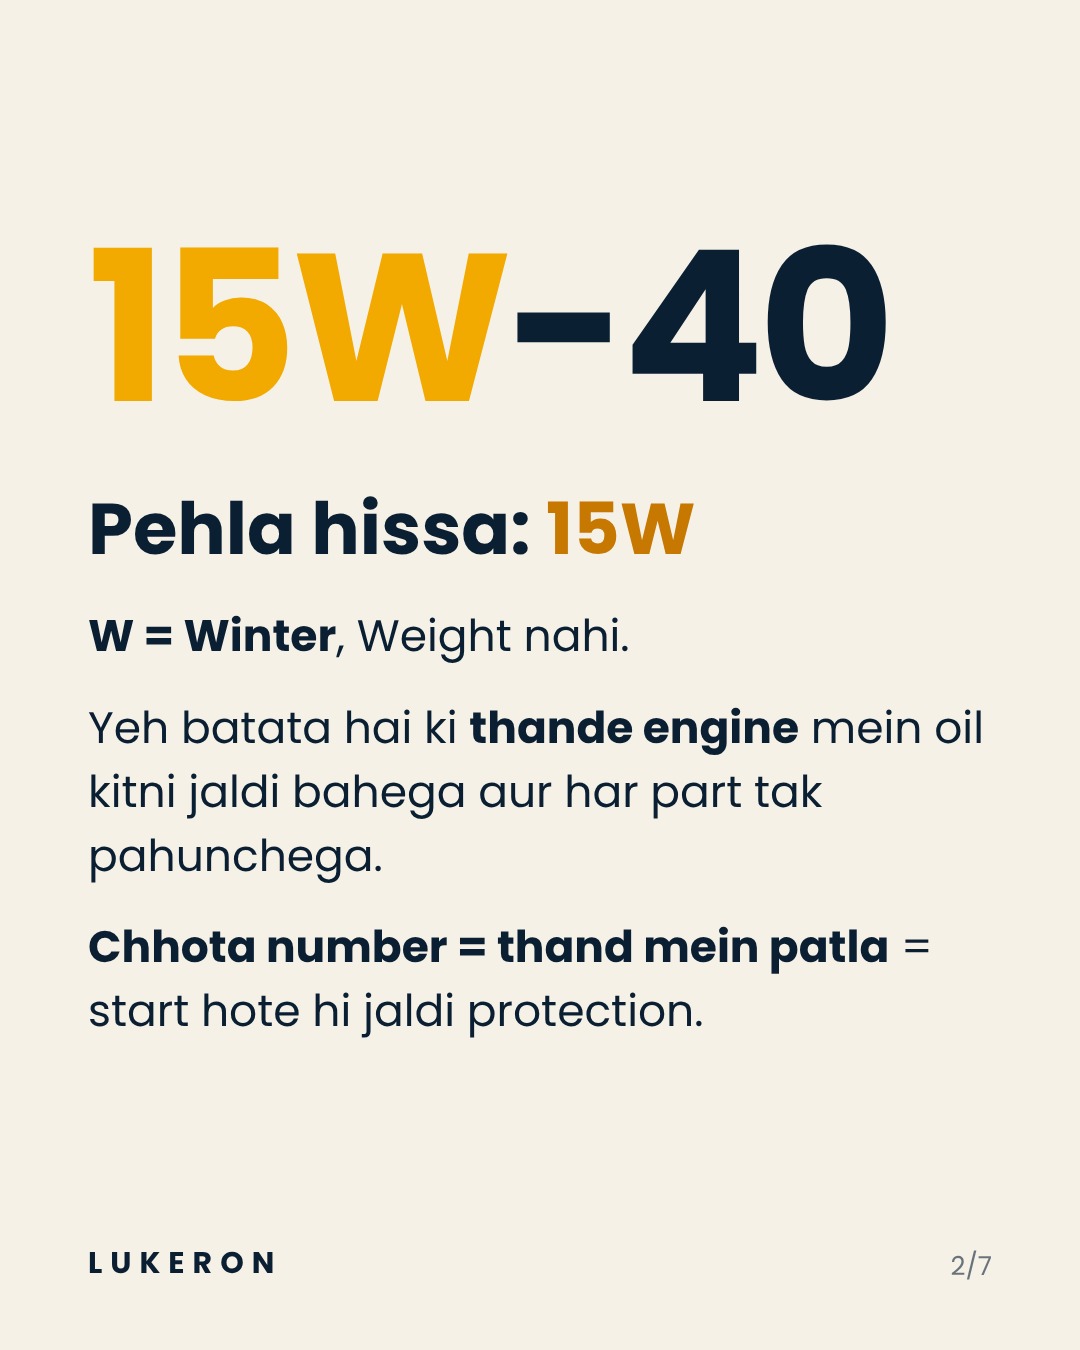 15W–40
Pehla hissa: 15W
W = Winter, Weight nahi.
Yeh batata hai ki thande engine mein oil
kitni jaldi bahega aur har part tak
pahunchega.
Chhota number = thand mein patla =
start hote hi jaldi protection.
LUKERON
2/7